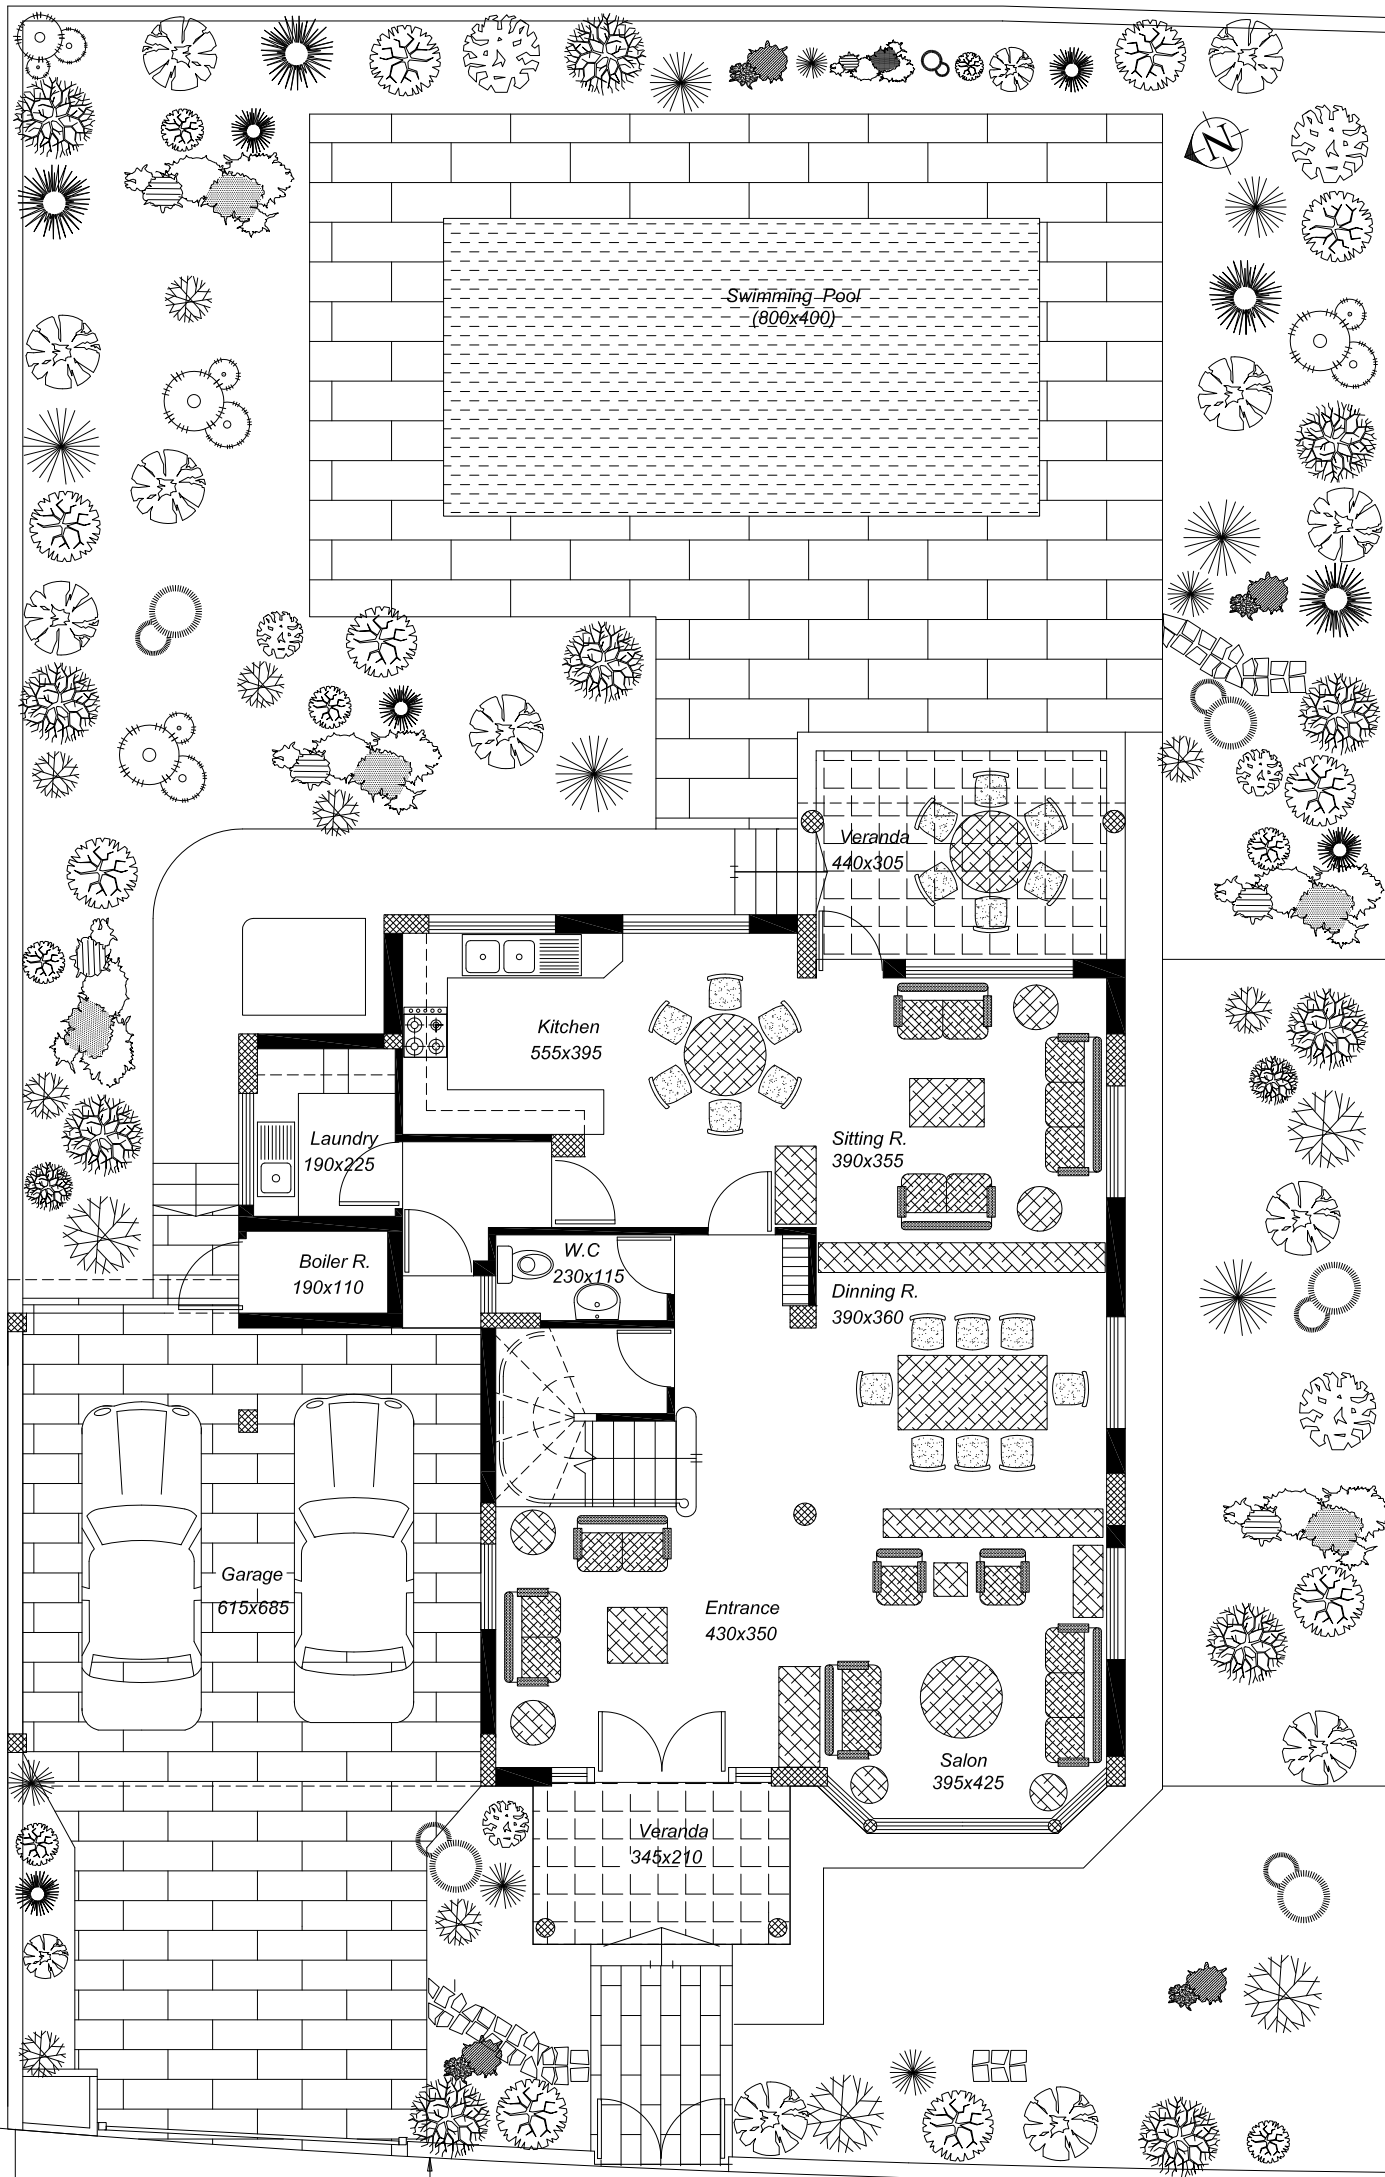 N
Swimming Pool
(800x400)
Veranda
440x305
Kitchen
555x395
Laundry
190x225
Sitting R.
390x355
W.C
230x115
Boiler R.
190x110
Dinning R.
390x360
Garage
615x685
Entrance
430x350
Salon
395x425
Veranda
345x210